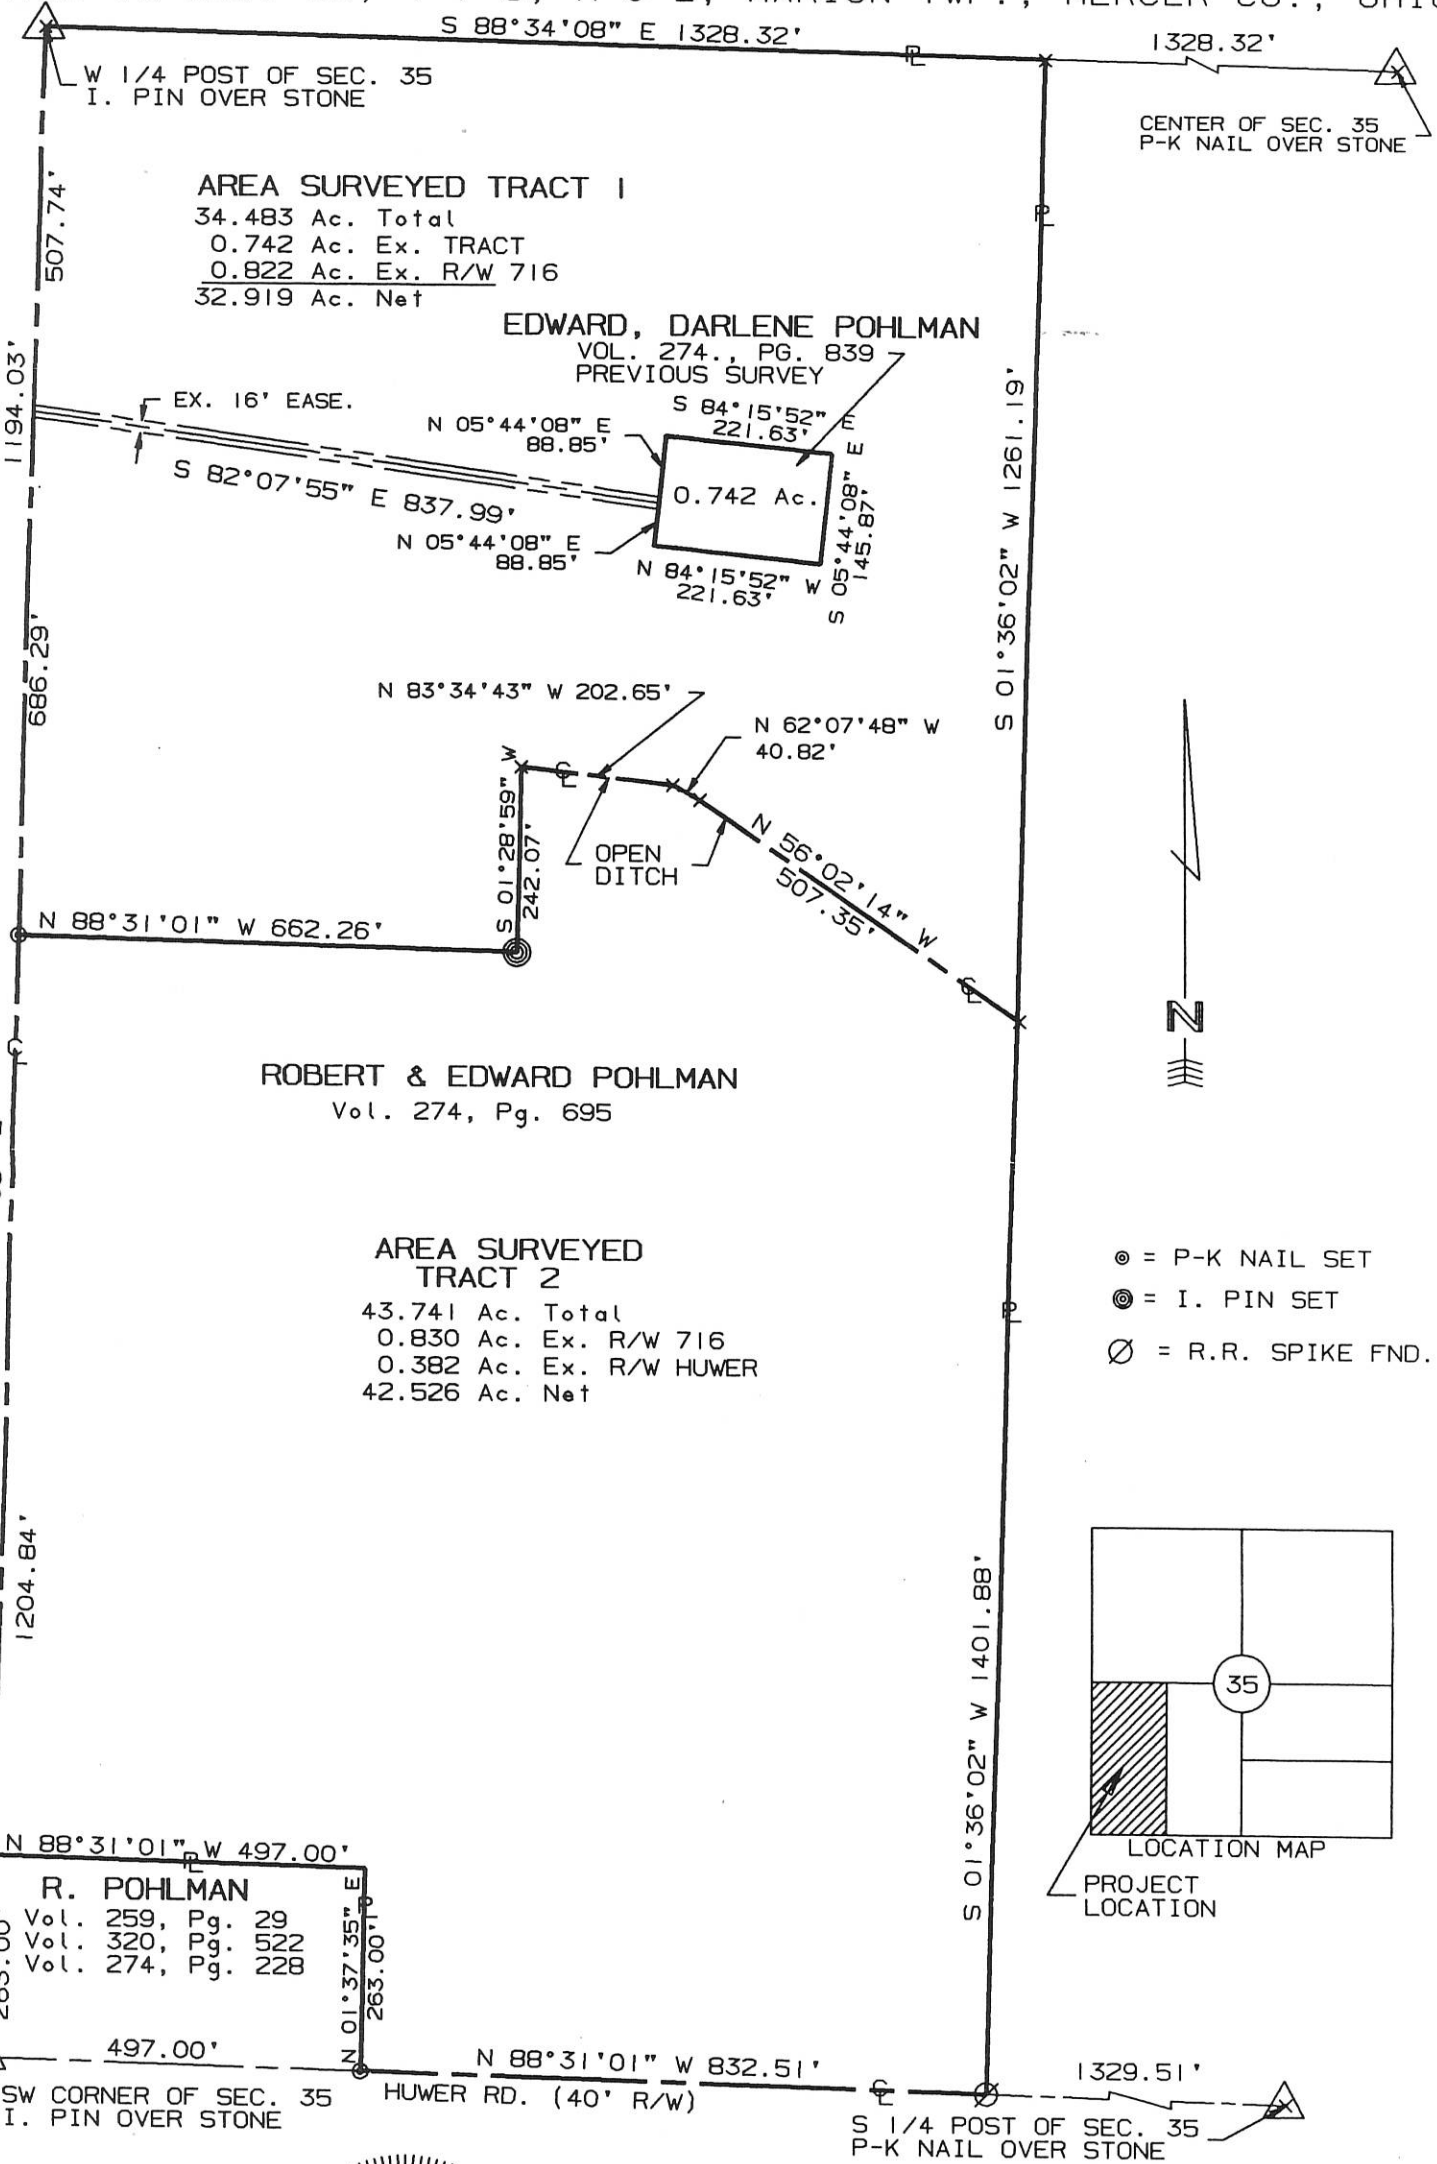 S 88°34'08" E 1328.32'
1328.32'
W 1/4 POST OF SEC. 35
I. PIN OVER STONE
CENTER OF SEC. 35
P-K NAIL OVER STONE
507.74'
1194.03'
686.29'
AREA SURVEYED TRACT 1
34.483 Ac. Total
0.742 Ac. Ex. TRACT
0.822 Ac. Ex. R/W 716
32.919 Ac. Net
EDWARD, DARLENE POHLMAN
VOL. 274., PG. 839
PREVIOUS SURVEY
EX. 16' EASE.
S 82°07'55" E 837.99'
N 05°44'08" E
88.85'
S 84°15'52" E
221.63'
0.742 Ac.
S 05°44'08" E E
145.87'
N 05°44'08" E
88.85'
N 84°15'52" W
221.63'
S 01°36'02" W 1261.19'
N 83°34'43" W 202.65'
N 62°07'48" W
40.82'
S 01°28'59" W
242.07'
OPEN
DITCH
N 56°02'14" W
507.35'
N 88°31'01" W 662.26'
N
ROBERT & EDWARD POHLMAN
Vol. 274, Pg. 695
AREA SURVEYED
TRACT 2
43.741 Ac. Total
0.830 Ac. Ex. R/W 716
0.382 Ac. Ex. R/W HUWER
42.526 Ac. Net
= P-K NAIL SET
= I. PIN SET
= R.R. SPIKE FND.
1204.84'
S 01°36'02" W 1401.88'
35
LOCATION MAP
PROJECT
LOCATION
N 88°31'01" W 497.00'
R. POHLMAN
Vol. 259, Pg. 29
Vol. 320, Pg. 522
Vol. 274, Pg. 228
N 01°37'35" E
263.00'
497.00'
N 88°31'01" W 832.51'
1329.51'
SW CORNER OF SEC. 35
I. PIN OVER STONE
HUWER RD. (40' R/W)
S 1/4 POST OF SEC. 35
P-K NAIL OVER STONE